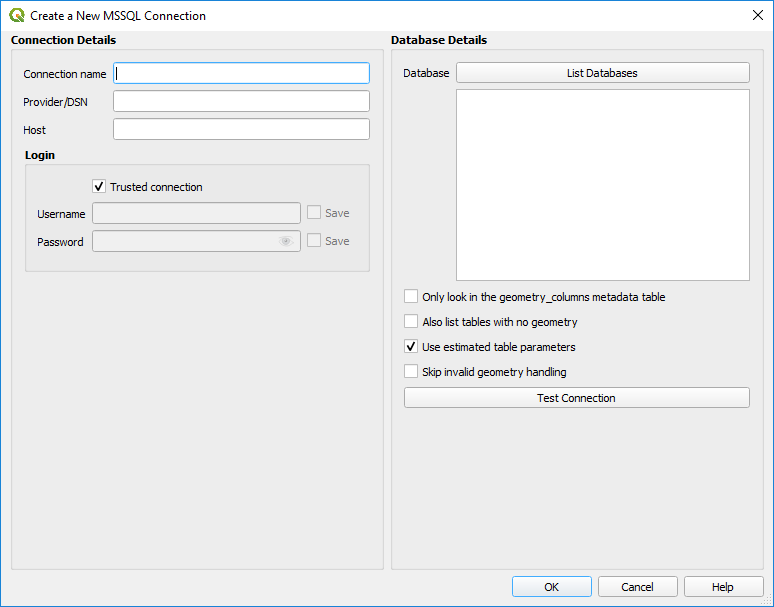 Create a New MSSQL Connection
Connection Details
Connection name
Provider/DSN
Host
Login
Trusted connection
Username
Save
Password
Save
Database Details
Database
List Databases
Only look in the geometry_columns metadata table
Also list tables with no geometry
Use estimated table parameters
Skip invalid geometry handling
Test Connection
OK
Cancel
Help